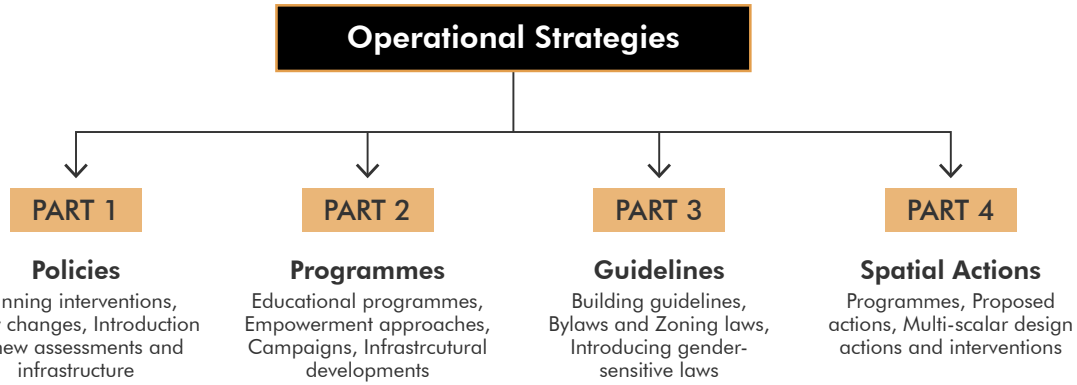 Operational Strategies
PART 1
Policies
nning interventions,
changes, Introduction
new assessments and
infrastructure
PART 2
Programmes
Educational programmes,
Empowerment approaches,
Campaigns, Infrastrcutural
developments
PART 3
Guidelines
Building guidelines,
Bylaws and Zoning laws,
Introducing gender-
sensitive laws
PART 4
Spatial Actions
Programmes, Proposed
actions, Multi-scalar design
actions and interventions